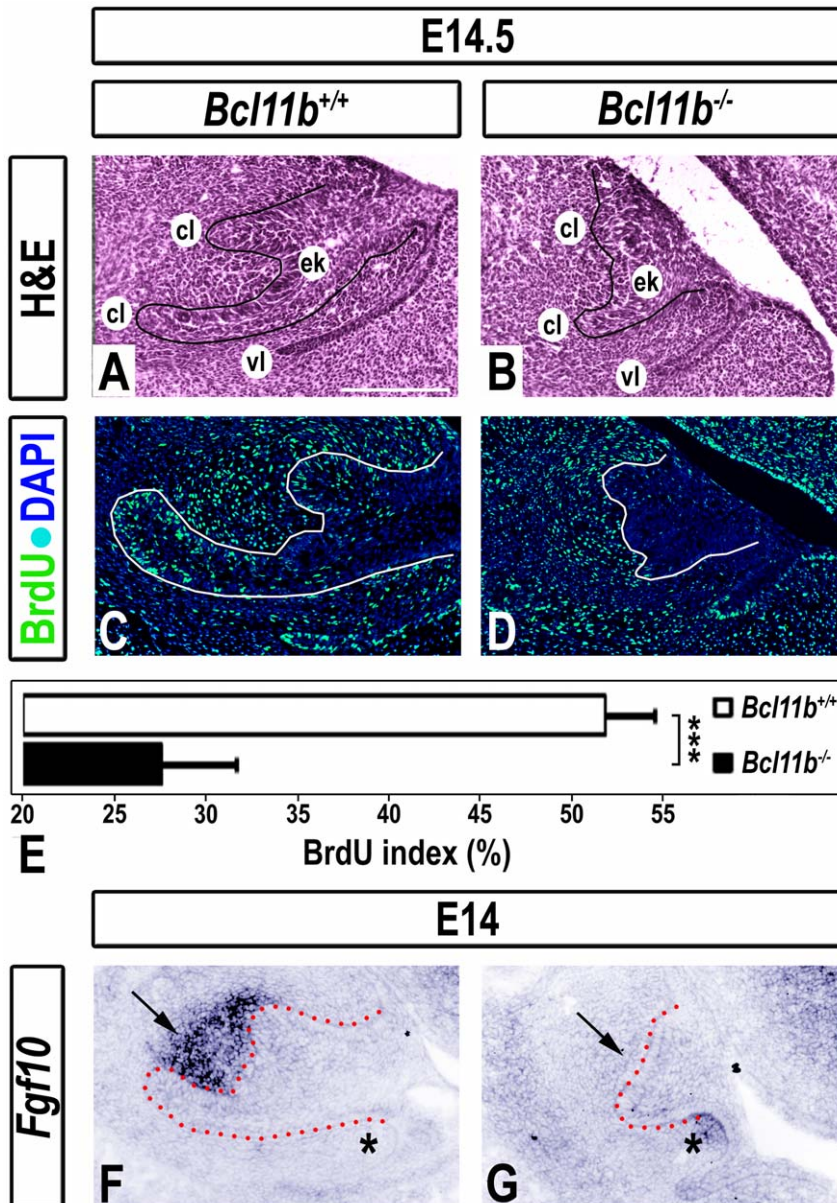 E14.5
Bcl11b+/+ Bcl11b-/-
H&E
cl ek cl vl A
cl ek cl vl B
BrdU●DAPI
C D
Bcl11b+/+
***
Bcl11b-/-
20 25 30 35 40 45 50 55
E BrdU index (%)
E14
Fgf10
F * G *